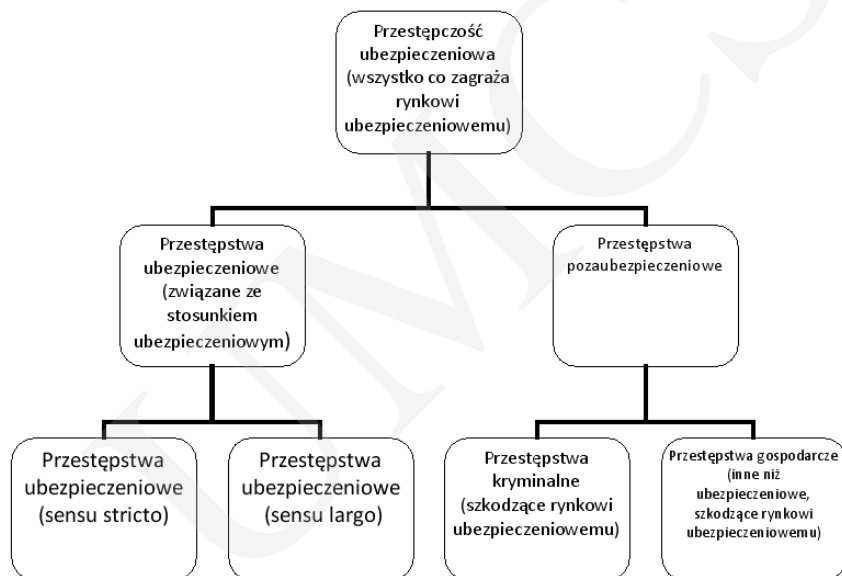 Przestępczość
ubezpieczeniowa
(wszystko co zagraża
rynkowi
ubezpieczeniowemu)
Przestępstwa
ubezpieczeniowe
(związane ze
stosunkiem
ubezpieczeniowym)
Przestępstwa
pozaubezpieczeniowe
Przestępstwa
ubezpieczeniowe
(sensu stricto)
Przestępstwa
ubezpieczeniowe
(sensu largo)
Przestępstwa
kryminalne
(szkodzące rynkowi
ubezpieczeniowemu)
Przestępstwa gospodarcze
(inne niż
ubezpieczeniowe,
szkodzące rynkowi
ubezpieczeniowemu)
UMCS